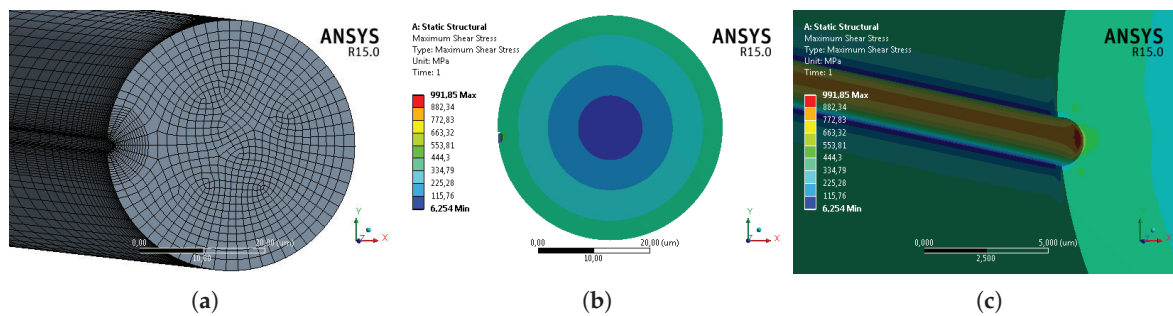 ANSYS
R15.0
0,00
20,00 (um)
10,00
Y
X
Z
(a)
A: Static Structural
Maximum Shear Stress
Type: Maximum Shear Stress
Unit: MPa
Time: 1
991,85 Max
882,34
772,83
663,32
553,81
444,3
334,79
225,28
115,76
6,254 Min
ANSYS
R15.0
0,00
20,00 (um)
10,00
Y
X
Z
(b)
A: Static Structural
Maximum Shear Stress
Type: Maximum Shear Stress
Unit: MPa
Time: 1
991,85 Max
882,34
772,83
663,32
553,81
444,3
334,79
225,28
115,76
6,254 Min
ANSYS
R15.0
0,000
5,000 (um)
2,500
Y
X
Z
(c)